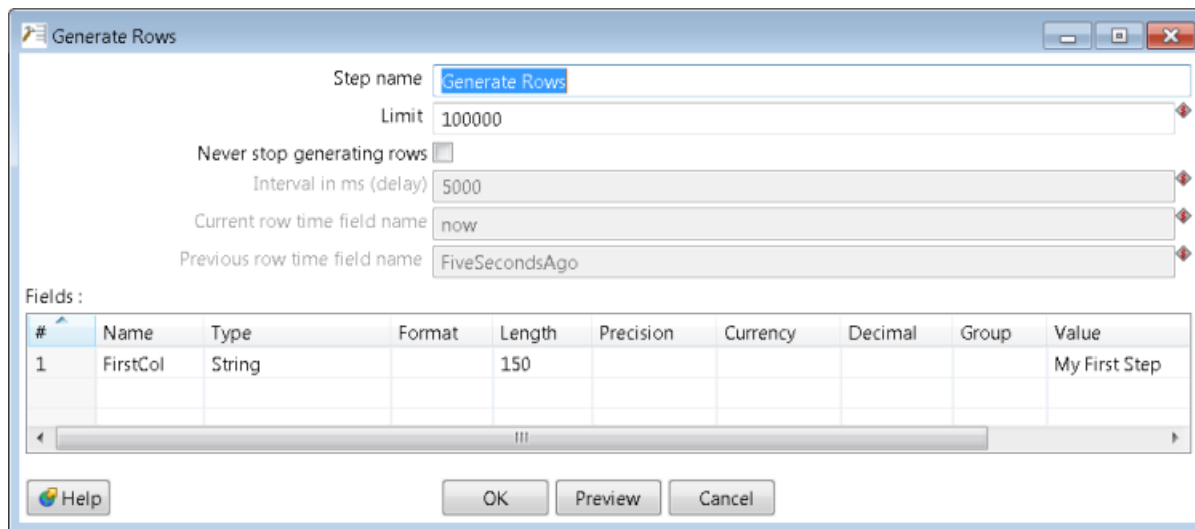 Generate Rows
Step name Generate Rows
Limit 100000
Never stop generating rows
Interval in ms (delay) 5000
Current row time field name now
Previous row time field name FiveSecondsAgo
Fields :
# Name Type Format Length Precision Currency Decimal Group Value
1 FirstCol String 150 My First Step
Help OK Preview Cancel